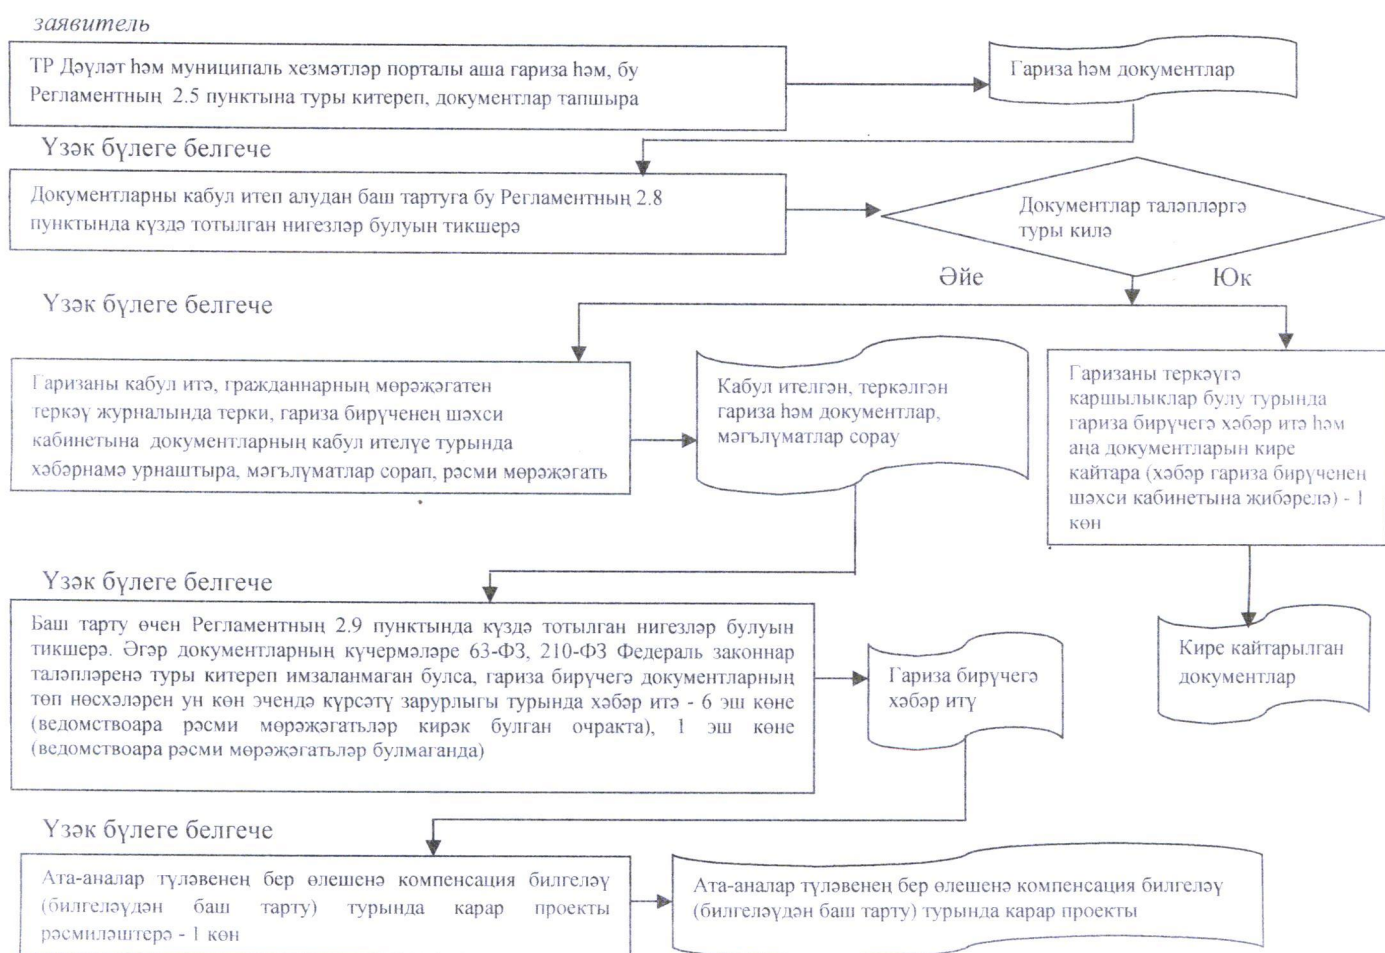 заявитель
ТР Дәүләт һәм муниципаль хезмәтләр порталы аша гариза һәм, бу
Регламентның 2.5 пунктына туры китереп, документлар тапшыра
Гариза һәм документлар
Үзәк бүлеге белгече
Документларны кабул итеп алудан баш тартуга бу Регламентның 2.8
пунктында күздә тотылган нигезләр булуын тикшерә
Документлар таләпләргә
туры килә
Әйе
Юк
Үзәк бүлеге белгече
Гаризаны кабул итә, гражданнарның мөрәҗәгатен
теркәү журналында терки, гариза бирүченең шәхси
кабинетына документларның кабул ителүе турында
хәбәрнамә урнаштыра, мәгълүматлар сорап, рәсми мөрәҗәгать
Кабул ителгән, теркәлгән
гариза һәм документлар,
мәгълүматлар сорау
Гаризаны теркәүгә
каршылыклар булу турында
гариза бирүчегә хәбәр итә һәм
аңа документларын кире
кайтара (хәбәр гариза бирүченең
шәхси кабинетына җибәрелә) - 1
көн
Үзәк бүлеге белгече
Баш тарту өчен Регламентның 2.9 пунктында күздә тотылган нигезләр булуын
тикшерә. Әгәр документларның күчермәләре 63-ФЗ, 210-ФЗ Федераль законнар
таләпләренә туры китереп имзаланмаган булса, гариза бирүчегә документларның
төп нөсхәләрен ун көн эчендә күрсәтү зарурлыгы турында хәбәр итә - 6 эш көне
(ведомствоара рәсми мөрәҗәгатьләр кирәк булган очракта), 1 эш көне
(ведомствоара рәсми мөрәҗәгатьләр булмаганда)
Гариза бирүчегә
хәбәр итү
Кире кайтарылган
документлар
Үзәк бүлеге белгече
Ата-аналар түләвенең бер өлешенә компенсация билгеләү
(билгеләүдән баш тарту) турында карар проекты
рәсмиләштерә - 1 көн
Ата-аналар түләвенең бер өлешенә компенсация билгеләү
(билгеләүдән баш тарту) турында карар проекты